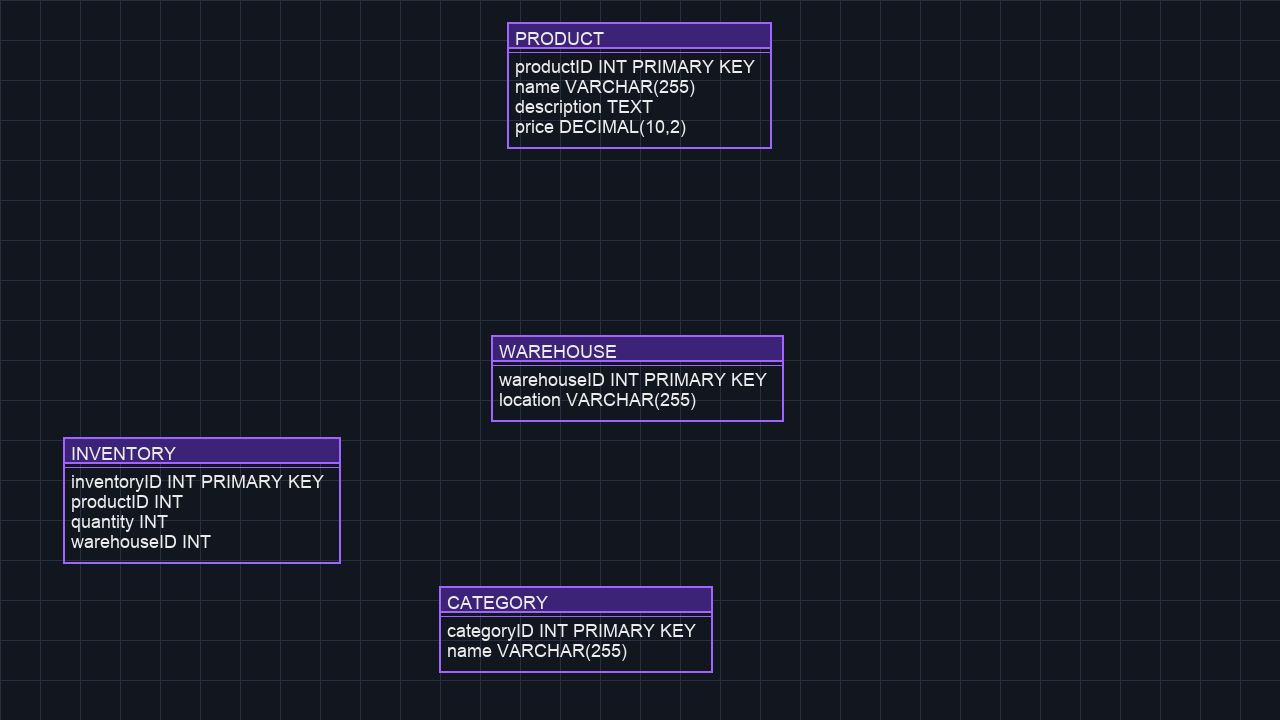 PRODUCT
productID INT PRIMARY KEY
name VARCHAR(255)
description TEXT
price DECIMAL(10,2)
WAREHOUSE
warehouseID INT PRIMARY KEY
location VARCHAR(255)
INVENTORY
inventoryID INT PRIMARY KEY
productID INT
quantity INT
warehouseID INT
CATEGORY
categoryID INT PRIMARY KEY
name VARCHAR(255)